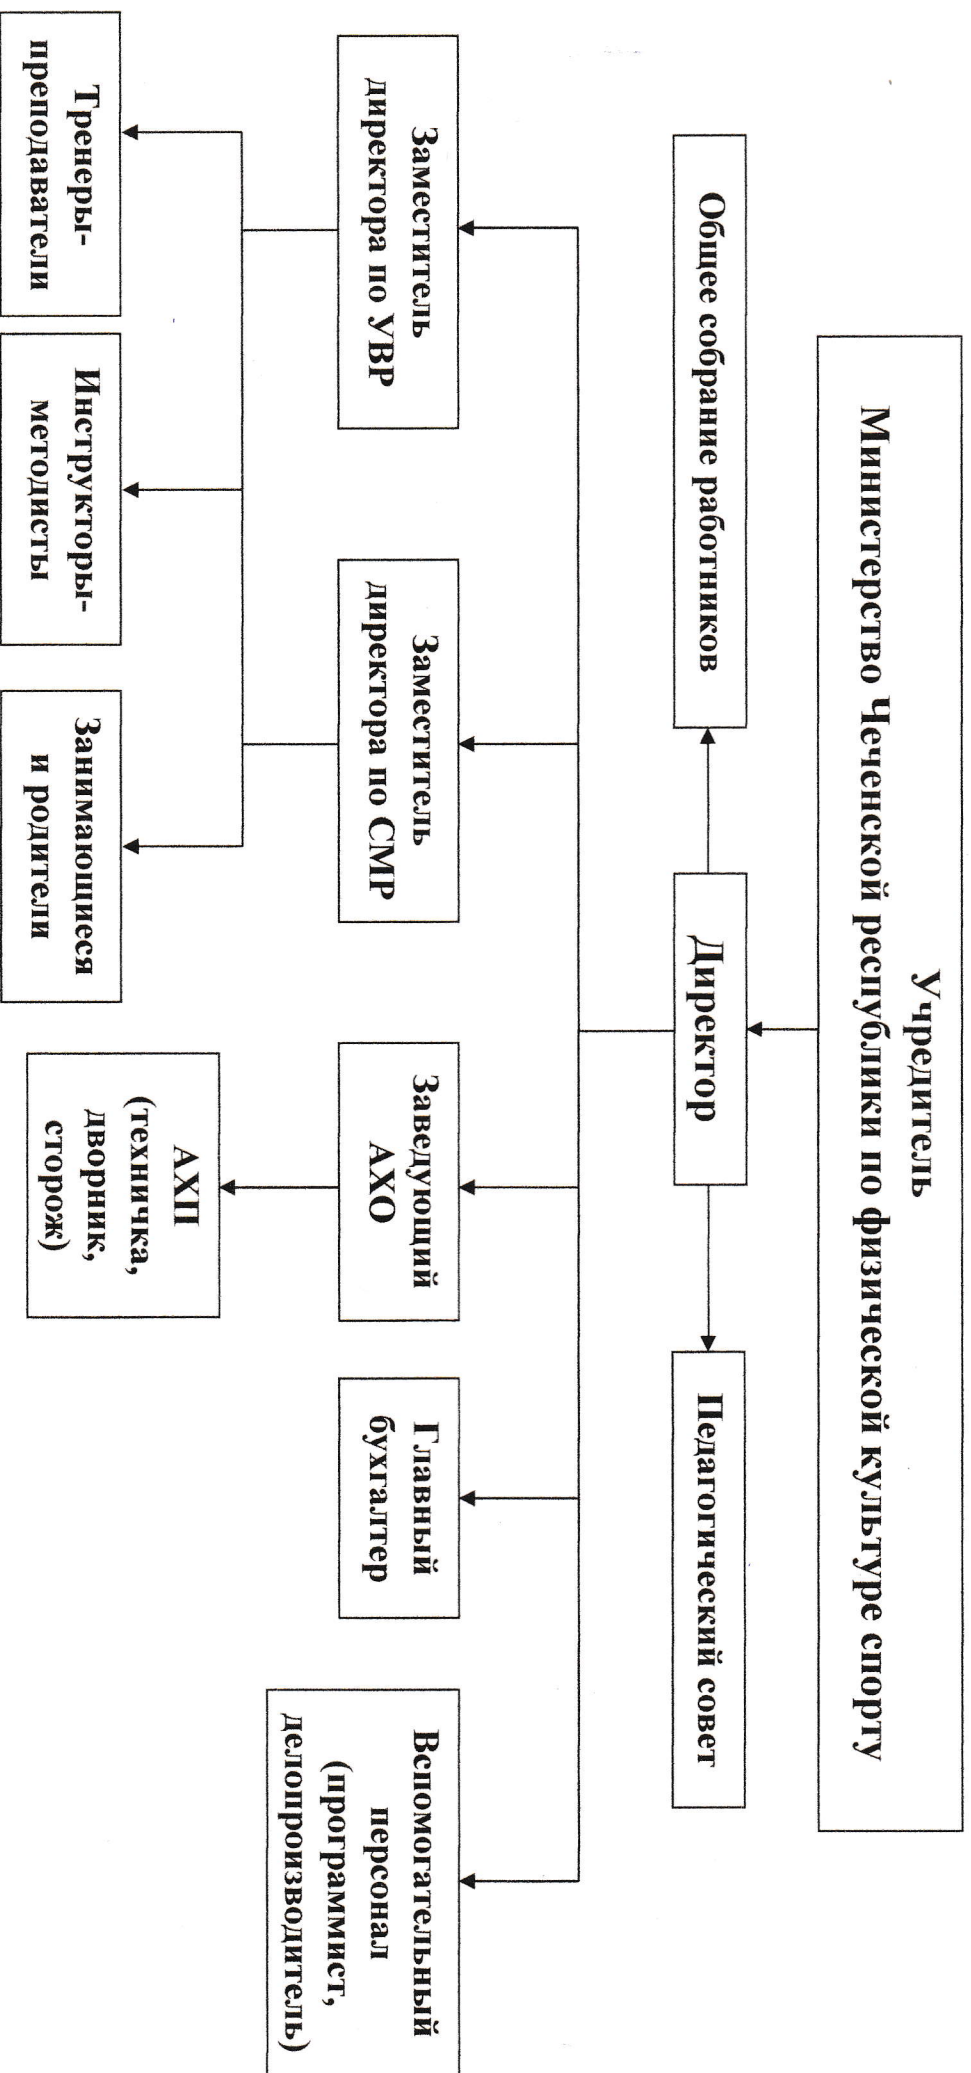 Учредитель
Министерство Чеченской республики по физической культуре спорту
Общее собрание работников
Директор
Педагогический совет
Заместитель
директора по УВР
Заместитель
директора по СМР
Заведующий
АХО
Главный
бухгалтер
Вспомогательный
персонал
(программист,
делопроизводитель)
Тренеры-
преподаватели
Инструкторы-
методисты
Занимающиеся
и родители
АХП
(техничка,
дворник,
сторож)